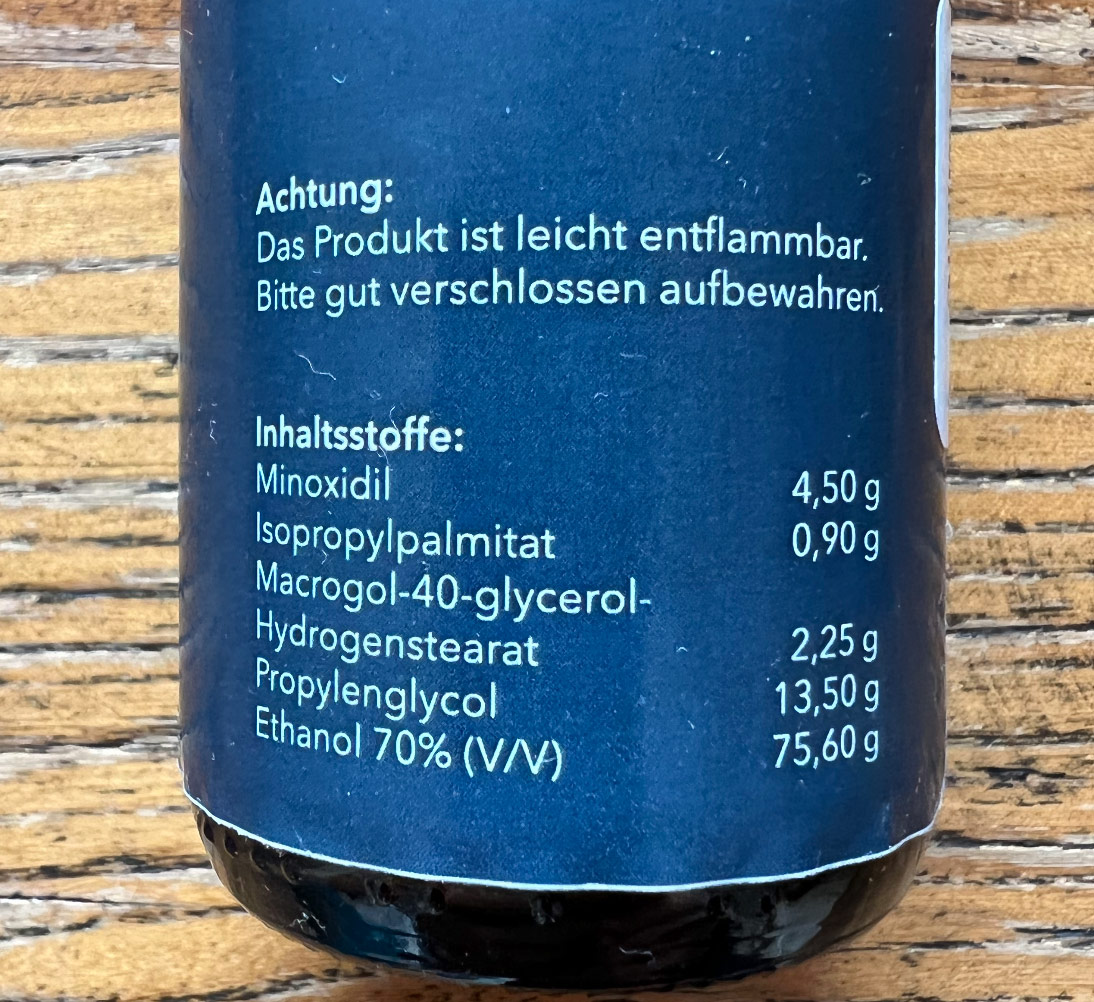 Achtung:
Das Produkt ist leicht entflammbar.
Bitte gut verschlossen aufbewahren.
Inhaltsstoffe:
Minoxidil 4,50 g
Isopropylpalmitat 0,90 g
Macrogol-40-glycerol-
Hydrogenstearat 2,25 g
Propylenglycol 13,50 g
Ethanol 70% (V/V) 75,60 g